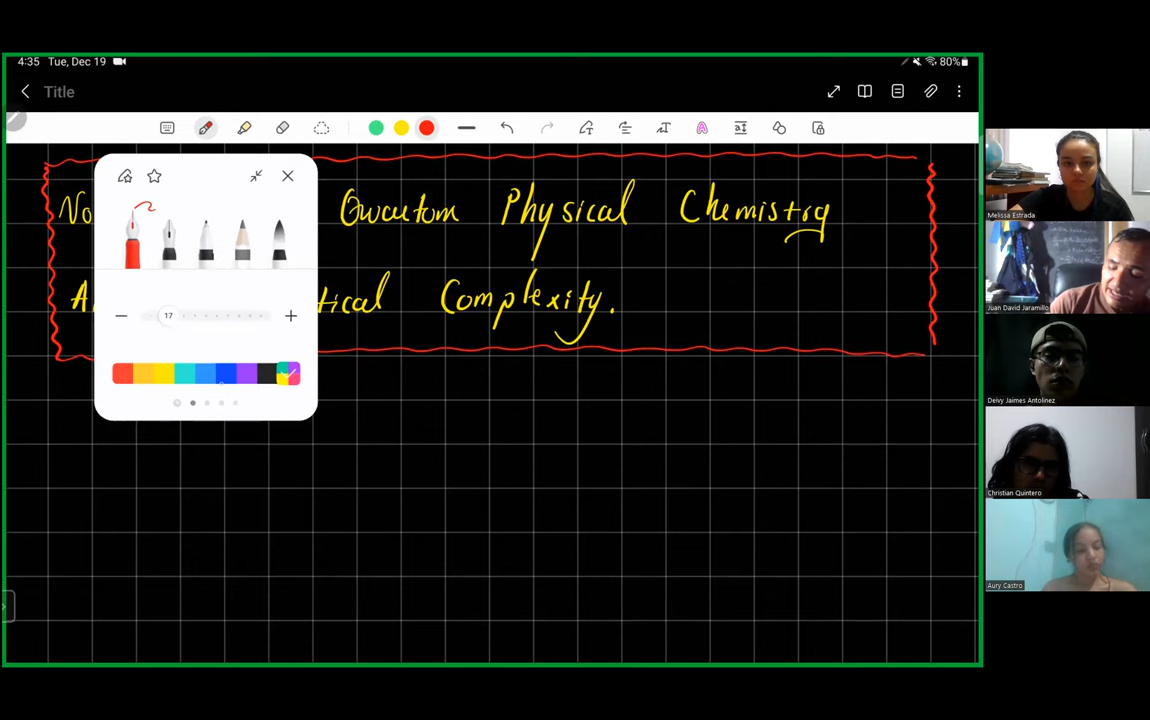 4:35 Tue, Dec 19
80%
Title
Quantum Physical Chemistry
tical Complexity.
17
Melissa Estrada
Juan David Jaramillo
Deivy Jaimes Antolinez
Christian Quintero
Aury Castro